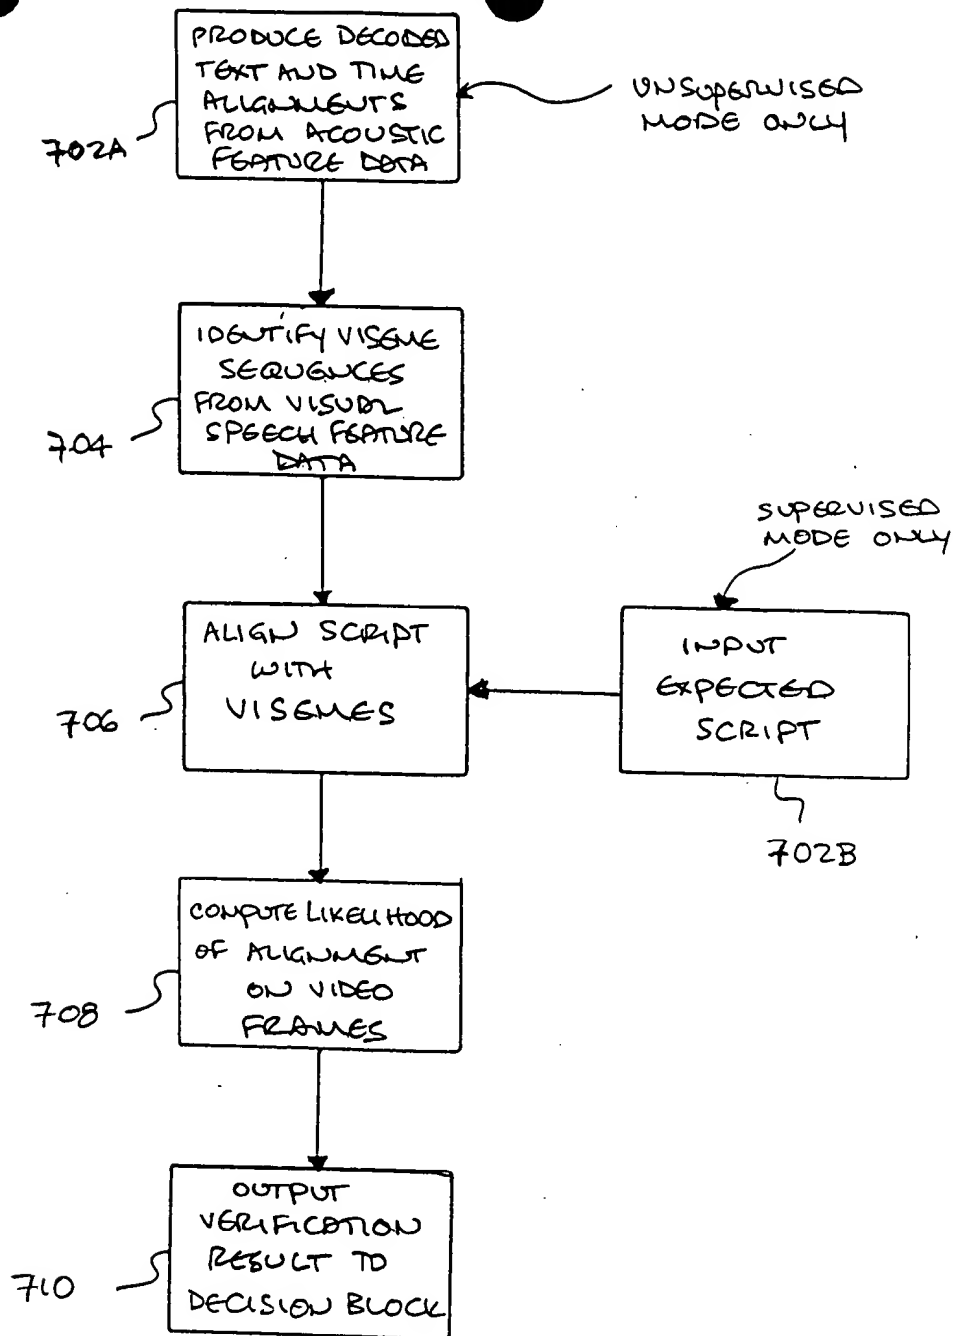 PRODUCE DECODED
TEXT AND TIME
ALIGNMENTS
FROM ACOUSTIC
FEATURE DATA
702A
UNSUPERVISED
MODE ONLY
IDENTIFY VISEME
SEQUENCES
FROM VISUAL
SPEECH FEATURE
DATA
704
SUPERVISED
MODE ONLY
ALIGN SCRIPT
WITH
VISEMES
706
INPUT
EXPECTED
SCRIPT
702B
COMPUTE LIKELIHOOD
OF ALIGNMENT
ON VIDEO
FRAMES
708
OUTPUT
VERIFICATION
RESULT TO
DECISION BLOCK
710